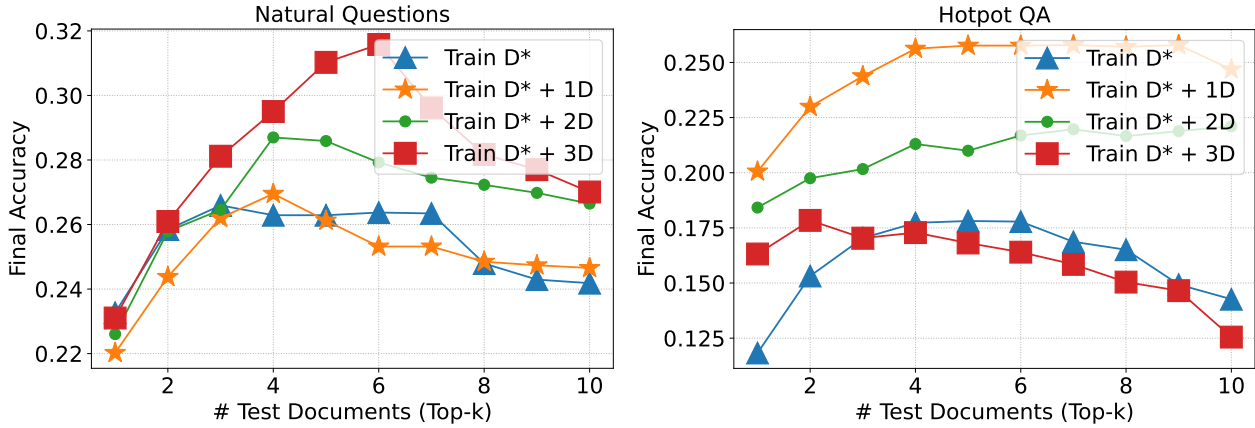 Natural Questions
Final Accuracy
0.32
0.30
0.28
0.26
0.24
0.22
2
4
6
8
10
# Test Documents (Top-k)
Train D*
Train D* + 1D
Train D* + 2D
Train D* + 3D
Hotpot QA
Final Accuracy
0.250
0.225
0.200
0.175
0.150
0.125
2
4
6
8
10
# Test Documents (Top-k)
Train D*
Train D* + 1D
Train D* + 2D
Train D* + 3D